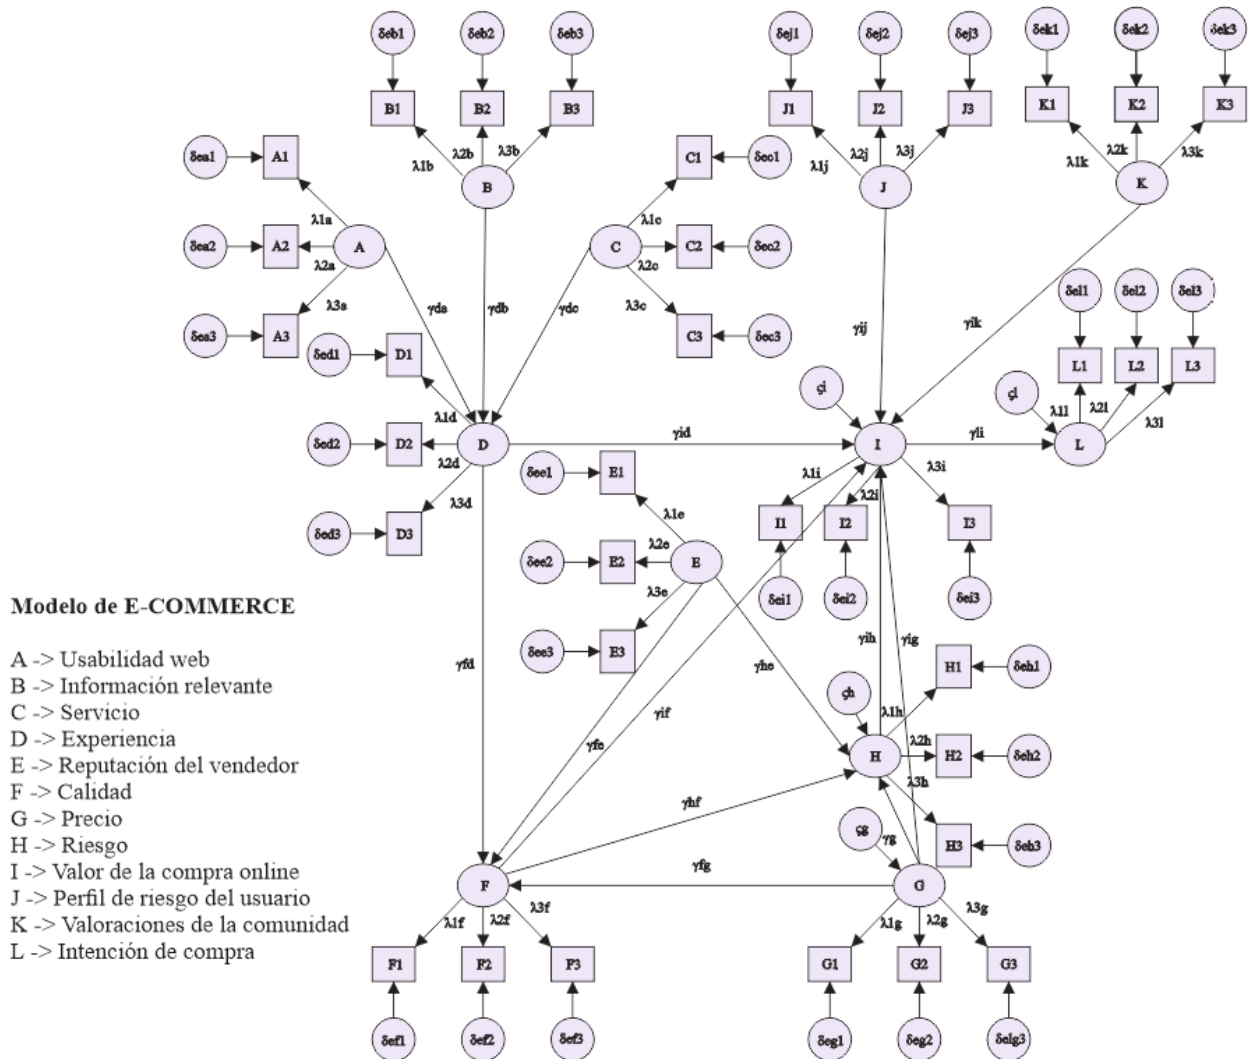 δeb1 δeb2 δeb3 δej1 δej2 δej3 δek1 δek2 δek3
B1 B2 B3 J1 J2 J3 K1 K2 K3
λ1b λ2b λ3b λ1j λ2j λ3j λ1k λ2k λ3k
δea1 A1 B C1 δec1 J K
λ1a λ1c
δea2 A2 A C C2 δec2
λ2a λ2c
λ3a λ3c
δea3 A3 γda γdb γdc C3 δec3 γij γik δel1 δel2 δel3
δed1 D1 L1 L2 L3
λ1d çi çl λ1l λ2l λ3l
δed2 D2 D γid I γli L
λ2d
λ3d δee1 E1 λ1i λ2i λ3i
δed3 D3 λ1e I1 I2 I3
λ2e
δee2 E2 E
λ3e δei1 δei2 δei3
δee3 E3
γfd γfe γif γhe γih γig
H1 δeh1
çh λ1h
λ2h
H H2 δeh2
λ3h
γhf
çg γg H3 δeh3
γfg
F G
λ1f λ2f λ3f λ1g λ2g λ3g
F1 F2 F3 G1 G2 G3
δef1 δef2 δef3 δeg1 δeg2 δelg3
Modelo de E-COMMERCE
A -> Usabilidad web
B -> Información relevante
C -> Servicio
D -> Experiencia
E -> Reputación del vendedor
F -> Calidad
G -> Precio
H -> Riesgo
I -> Valor de la compra online
J -> Perfil de riesgo del usuario
K -> Valoraciones de la comunidad
L -> Intención de compra